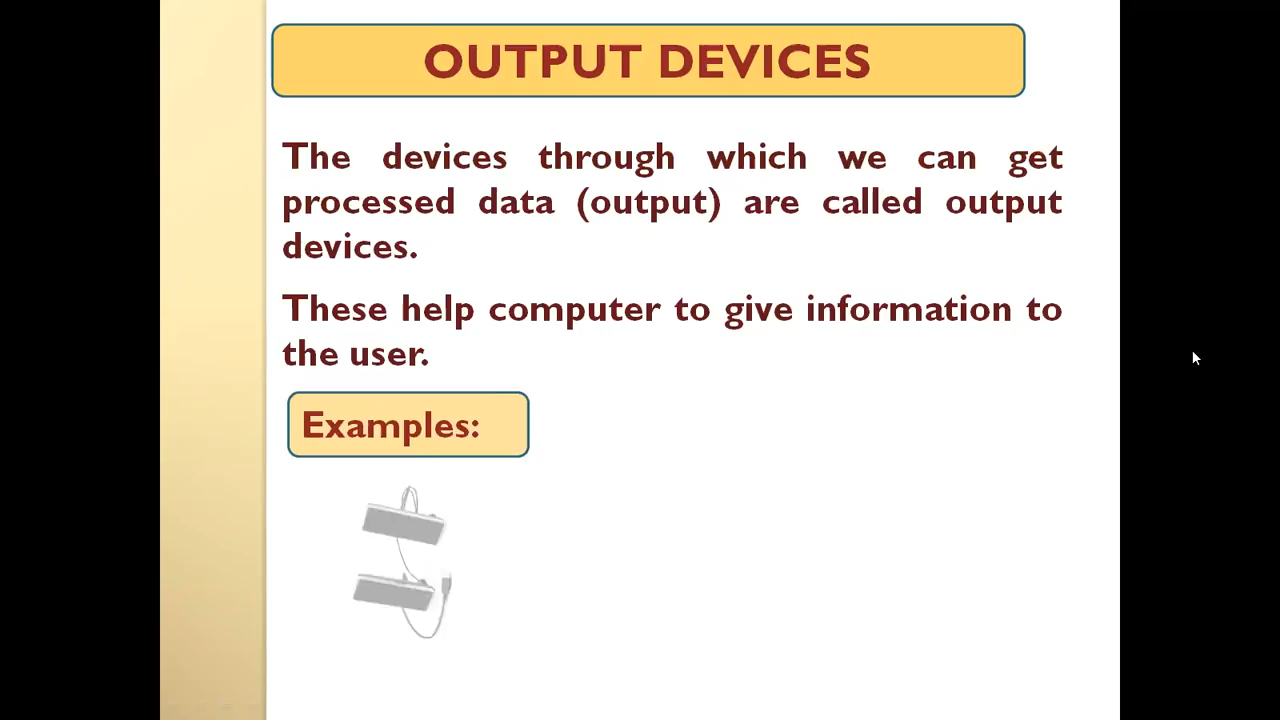 OUTPUT DEVICES
The devices through which we can get
processed data (output) are called output
devices.
These help computer to give information to
the user.
Examples: